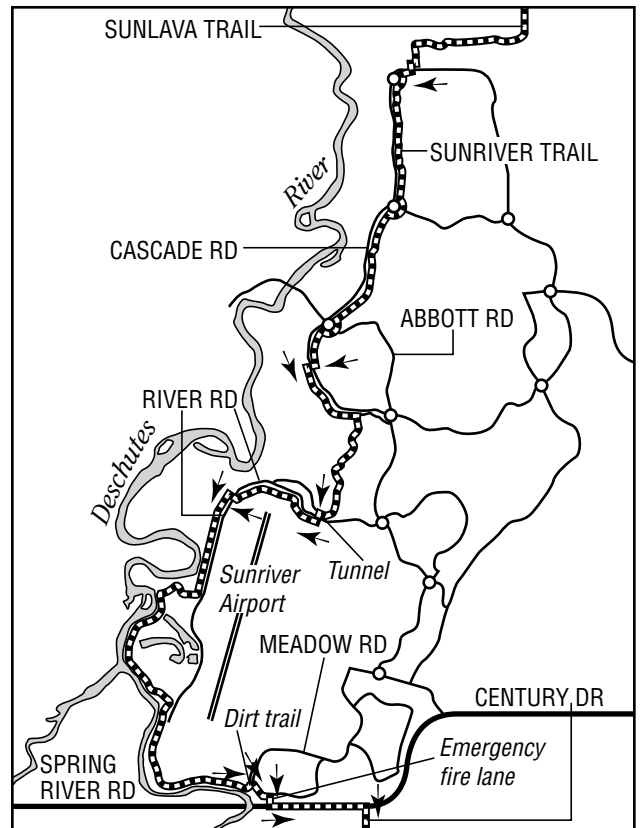 SUNLAVA TRAIL
SUNRIVER TRAIL
River
CASCADE RD
ABBOTT RD
RIVER RD
Deschutes
Tunnel
Sunriver
Airport
MEADOW RD
CENTURY DR
Dirt trail
Emergency
fire lane
SPRING
RIVER RD